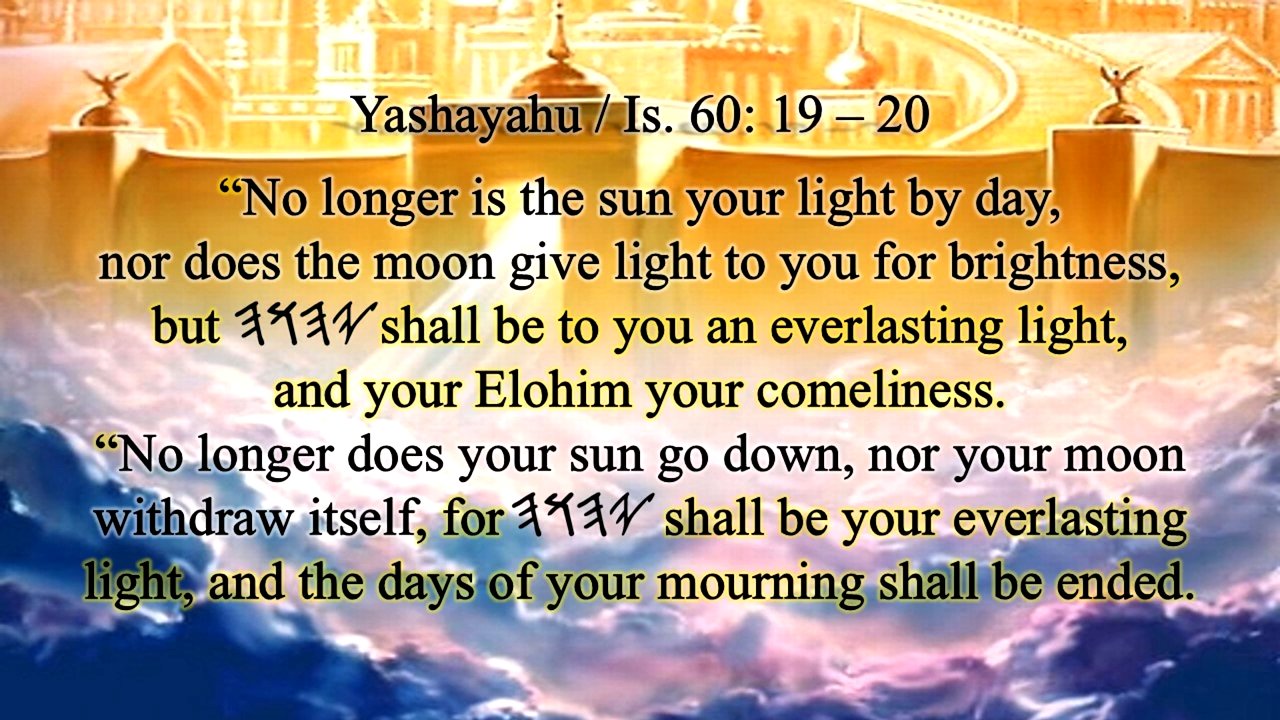 Yashayahu / Is. 60: 19 – 20
“No longer is the sun your light by day,
nor does the moon give light to you for brightness,
but 𐤉𐤄𐤅𐤄 shall be to you an everlasting light,
and your Elohim your comeliness.
“No longer does your sun go down, nor your moon
withdraw itself, for 𐤉𐤄𐤅𐤄 shall be your everlasting
light, and the days of your mourning shall be ended.